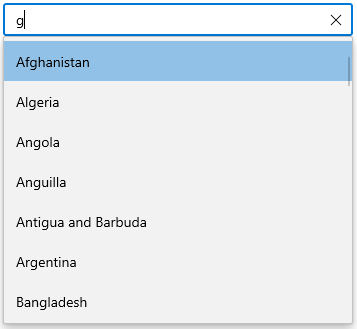 g
Afghanistan
Algeria
Angola
Anguilla
Antigua and Barbuda
Argentina
Bangladesh